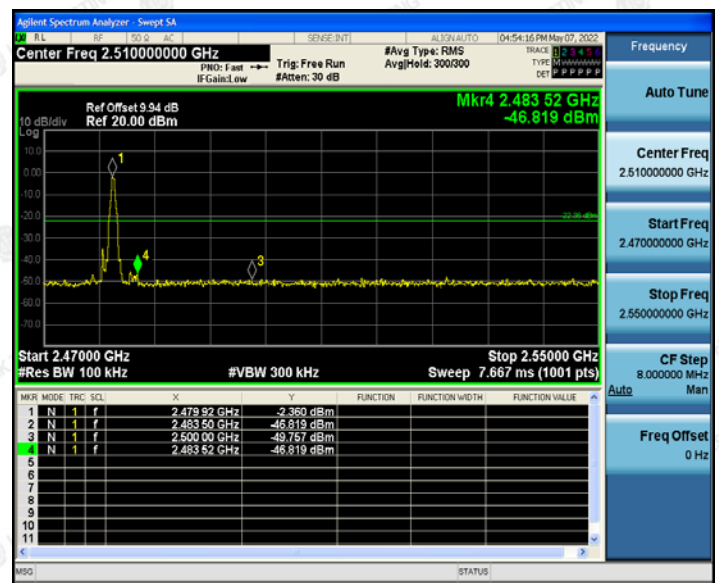 Agilent Spectrum Analyzer - Swept SA
RL RF 50 Ω AC SENSE:INT ALIGNAUTO 04:54:16 PM May 07, 2022
Center Freq 2.510000000 GHz #Avg Type: RMS TRACE 1 2 3 4 5 6
PNO: Fast Trig: Free Run Avg|Hold: 300/300 TYPE M WWWWW
IFGain:Low #Atten: 30 dB DET P P P P P P
Ref Offset 9.94 dB Mkr4 2.483 52 GHz
10 dB/div Ref 20.00 dBm -46.819 dBm
Log
10.0
1
0.00
-10.0
-20.0
-22.36 dBm
-30.0
4
3
-40.0
-50.0
-60.0
-70.0
Start 2.47000 GHz Stop 2.55000 GHz
#Res BW 100 kHz #VBW 300 kHz Sweep 7.667 ms (1001 pts)
MKR MODE TRC SCL X Y FUNCTION FUNCTION WIDTH FUNCTION VALUE
1 N 1 f 2.479 92 GHz -2.360 dBm
2 N 1 f 2.483 50 GHz -46.819 dBm
3 N 1 f 2.500 00 GHz -49.757 dBm
4 N 1 f 2.483 52 GHz -46.819 dBm
5
6
7
8
9
10
11
MSG STATUS
Frequency
Auto Tune
Center Freq
2.510000000 GHz
Start Freq
2.470000000 GHz
Stop Freq
2.550000000 GHz
CF Step
8.000000 MHz
Auto Man
Freq Offset
0 Hz